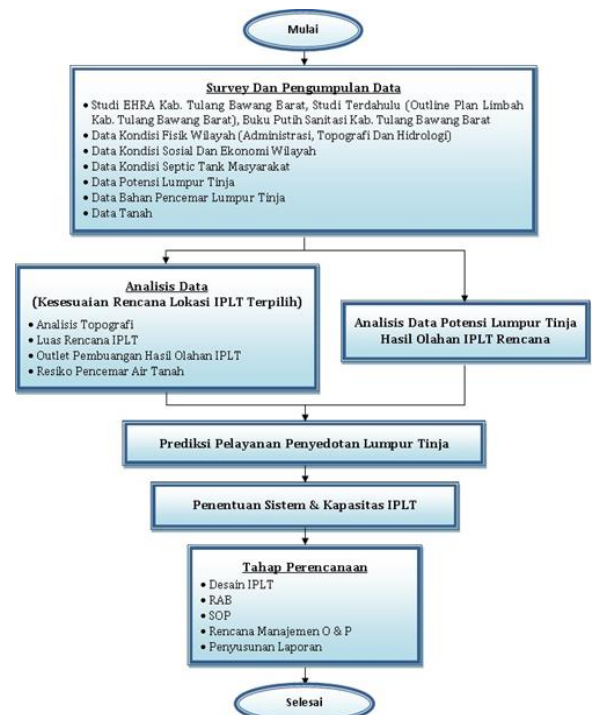 Mulai
Survey Dan Pengumpulan Data
• Studi EHRA Kab. Tulang Bawang Barat, Studi Terdahulu (Outline Plan Limbah
Kab. Tulang Bawang Barat), Buku Putih Sanitasi Kab. Tulang Bawang Barat
• Data Kondisi Fisik Wilayah (Administrasi, Topografi Dan Hidrologi)
• Data Kondisi Sosial Dan Ekonomi Wilayah
• Data Kondisi Septic Tank Masyarakat
• Data Potensi Lumpur Tinja
• Data Bahan Pencemar Lumpur Tinja
• Data Tanah
Analisis Data
(Kesesuaian Rencana Lokasi IPLT Terpilih)
• Analisis Topografi
• Luas Rencana IPLT
• Outlet Pembuangan Hasil Olahan IPLT
• Resiko Pencemar Air Tanah
Analisis Data Potensi Lumpur Tinja
Hasil Olahan IPLT Rencana
Prediksi Pelayanan Penyedotan Lumpur Tinja
Penentuan Sistem & Kapasitas IPLT
Tahap Perencanaan
• Desain IPLT
• RAB
• SOP
• Rencana Manajemen O & P
• Penyusunan Laporan
Selesai